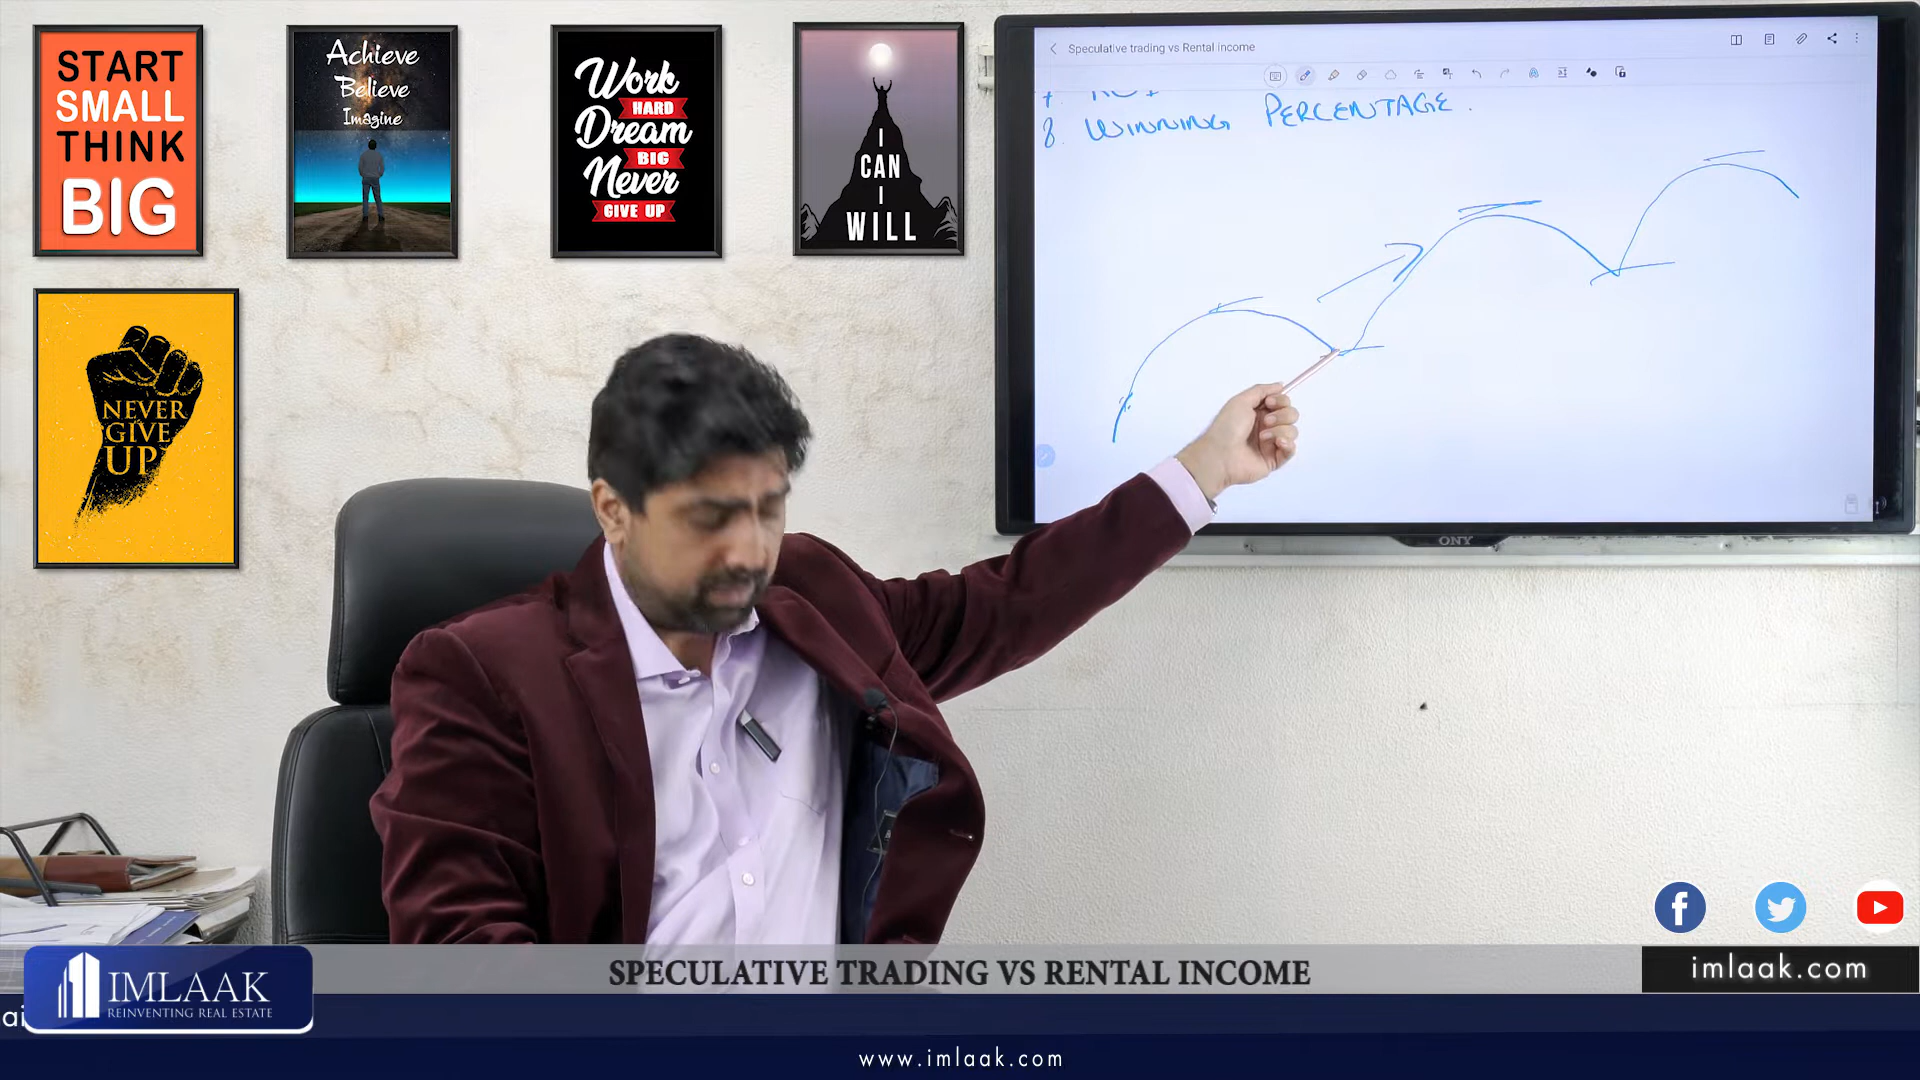 START
SMALL
THINK
BIG
Achieve
Believe
Imagine
Work
HARD
Dream
BIG
Never
GIVE UP
I
CAN
I
WILL
NEVER
GIVE
UP
Speculative trading vs Rental income
8. WINNING PERCENTAGE.
ONY
SPECULATIVE TRADING VS RENTAL INCOME
imlaak.com
IMLAAK
REINVENTING REAL ESTATE
www.imlaak.com